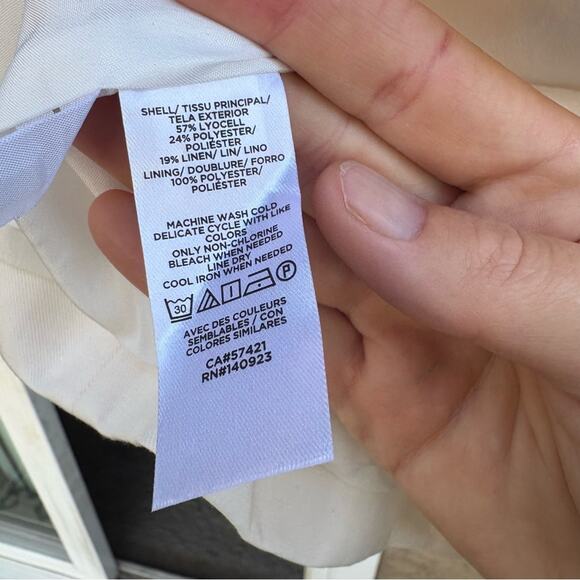 SHELL/ TISSU PRINCIPAL/
TELA EXTERIOR
57% LYOCELL
24% POLYESTER/
POLIÉSTER
19% LINEN/ LIN/ LINO
LINING/ DOUBLURE/ FORRO
100% POLYESTER/
POLIÉSTER
MACHINE WASH COLD
DELICATE CYCLE WITH LIKE
COLORS
ONLY NON-CHLORINE
BLEACH WHEN NEEDED
LINE DRY
COOL IRON WHEN NEEDED
30 P
AVEC DES COULEURS
SEMBLABLES / CON
COLORES SIMILARES
CA#57421
RN#140923